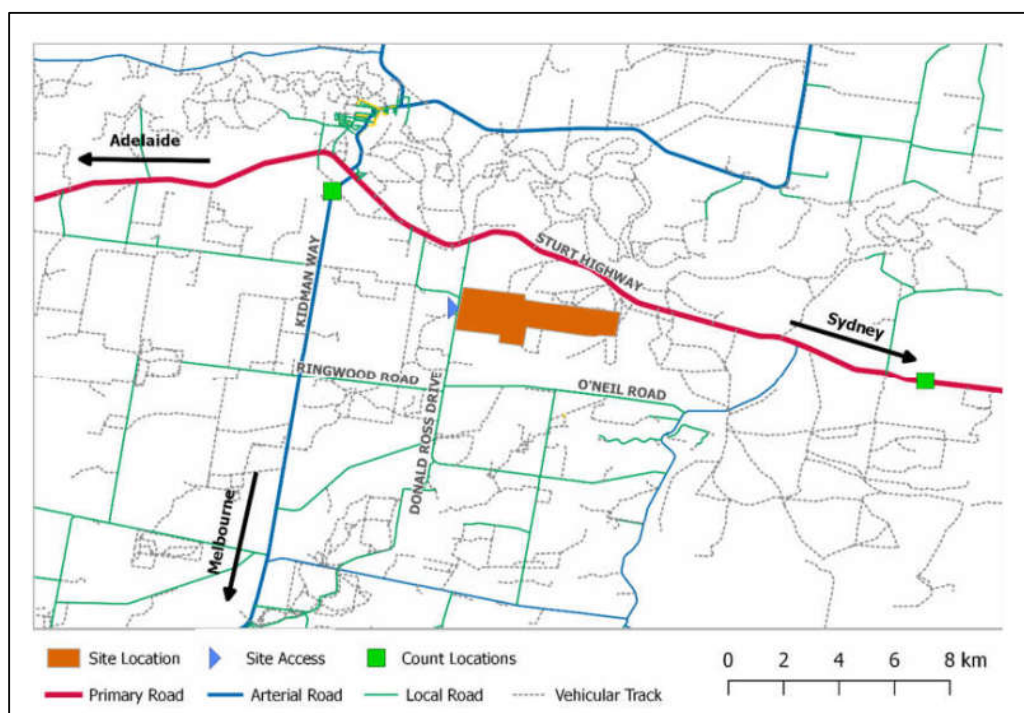 Adelaide
STURT HIGHWAY
KIDMAN WAY
Sydney
RINGWOOD ROAD
O'NEIL ROAD
DONALD ROSS DRIVE
Melbourne
Site Location
Site Access
Count Locations
0 2 4 6 8 km
Primary Road
Arterial Road
Local Road
Vehicular Track